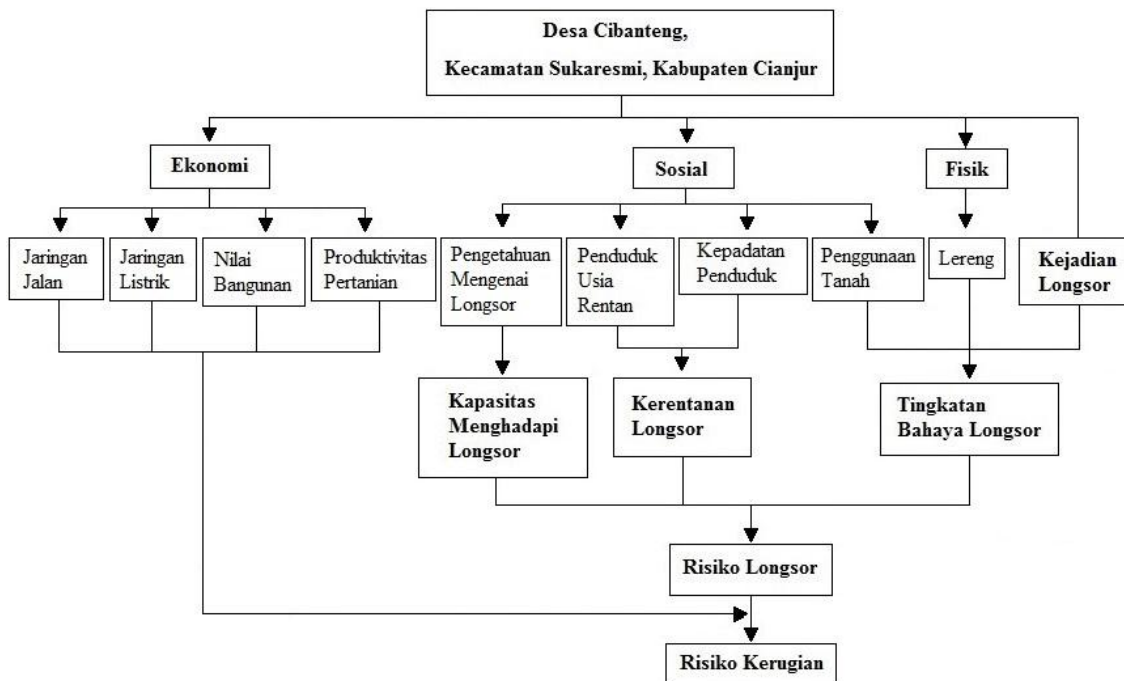 Desa Cibanteng,
Kecamatan Sukaresmi, Kabupaten Cianjur
Ekonomi
Sosial
Fisik
Jaringan
Jalan
Jaringan
Listrik
Nilai
Bangunan
Produktivitas
Pertanian
Pengetahuan
Mengenai
Longsor
Penduduk
Usia
Rentan
Kepadatan
Penduduk
Penggunaan
Tanah
Lereng
Kejadian
Longsor
Kapasitas
Menghadapi
Longsor
Kerentanan
Longsor
Tingkatan
Bahaya Longsor
Risiko Longsor
Risiko Kerugian